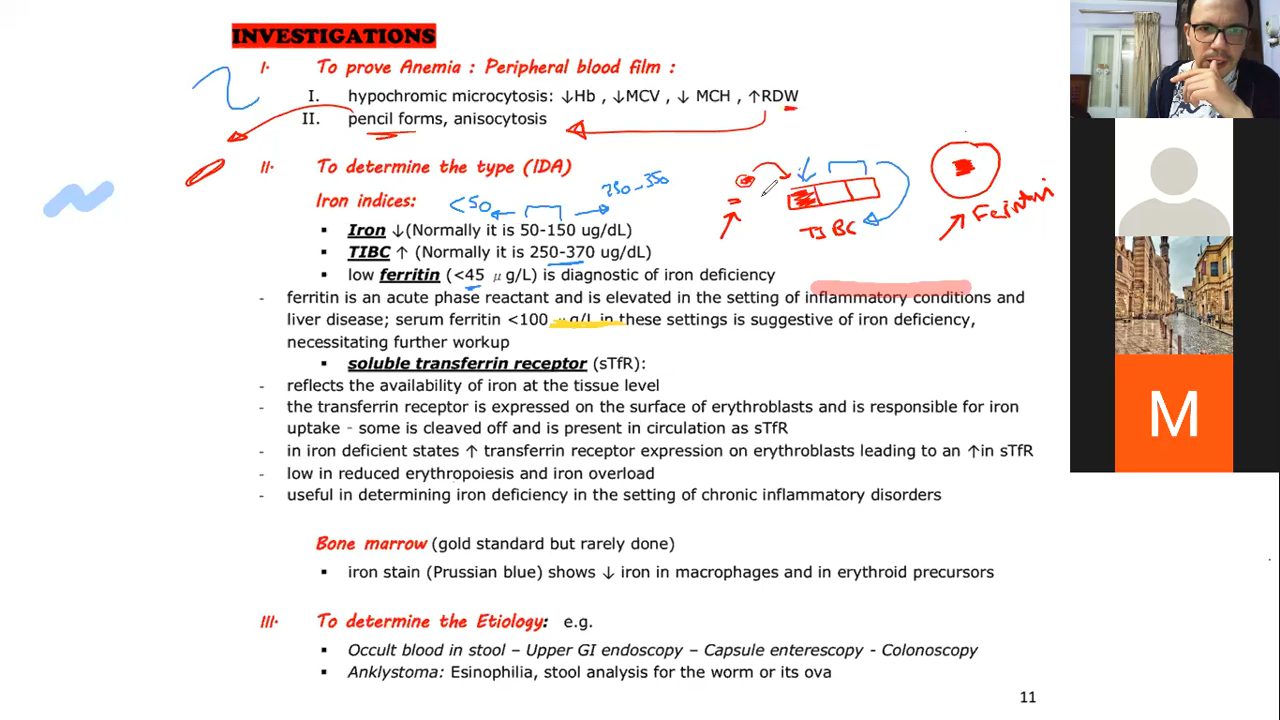 INVESTIGATIONS
I. To prove Anemia : Peripheral blood film :
I. hypochromic microcytosis: ↓Hb , ↓MCV , ↓ MCH , ↑RDW
II. pencil forms, anisocytosis
II. To determine the type (IDA)
Iron indices:
<50
250-350
TIBC
Ferritin
▪ Iron ↓(Normally it is 50-150 ug/dL)
▪ TIBC ↑ (Normally it is 250-370 ug/dL)
▪ low ferritin (<45 μg/L) is diagnostic of iron deficiency
- ferritin is an acute phase reactant and is elevated in the setting of inflammatory conditions and
liver disease; serum ferritin <100 μg/L in these settings is suggestive of iron deficiency,
necessitating further workup
▪ soluble transferrin receptor (sTfR):
- reflects the availability of iron at the tissue level
- the transferrin receptor is expressed on the surface of erythroblasts and is responsible for iron
uptake - some is cleaved off and is present in circulation as sTfR
- in iron deficient states ↑ transferrin receptor expression on erythroblasts leading to an ↑in sTfR
- low in reduced erythropoiesis and iron overload
- useful in determining iron deficiency in the setting of chronic inflammatory disorders
Bone marrow (gold standard but rarely done)
▪ iron stain (Prussian blue) shows ↓ iron in macrophages and in erythroid precursors
III. To determine the Etiology: e.g.
▪ Occult blood in stool – Upper GI endoscopy – Capsule enterescopy - Colonoscopy
▪ Anklystoma: Esinophilia, stool analysis for the worm or its ova
11
M